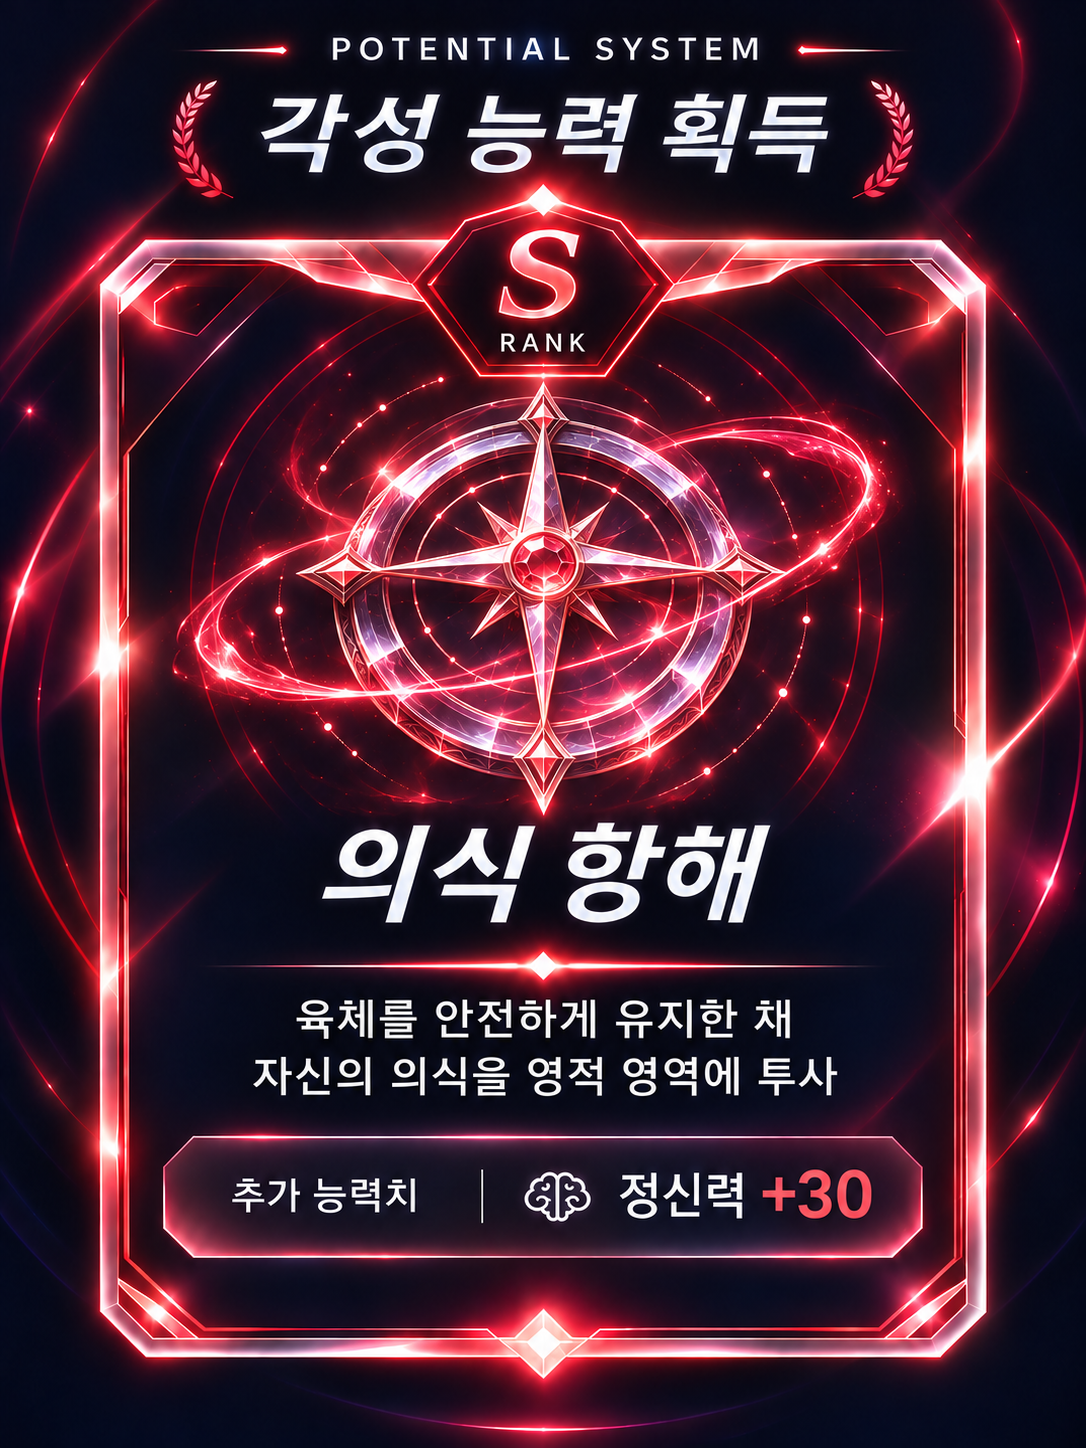 POTENTIAL SYSTEM
각성 능력 획득
S
RANK
의식 항해
육체를 안전하게 유지한 채
자신의 의식을 영적 영역에 투사
추가 능력치 정신력 +30